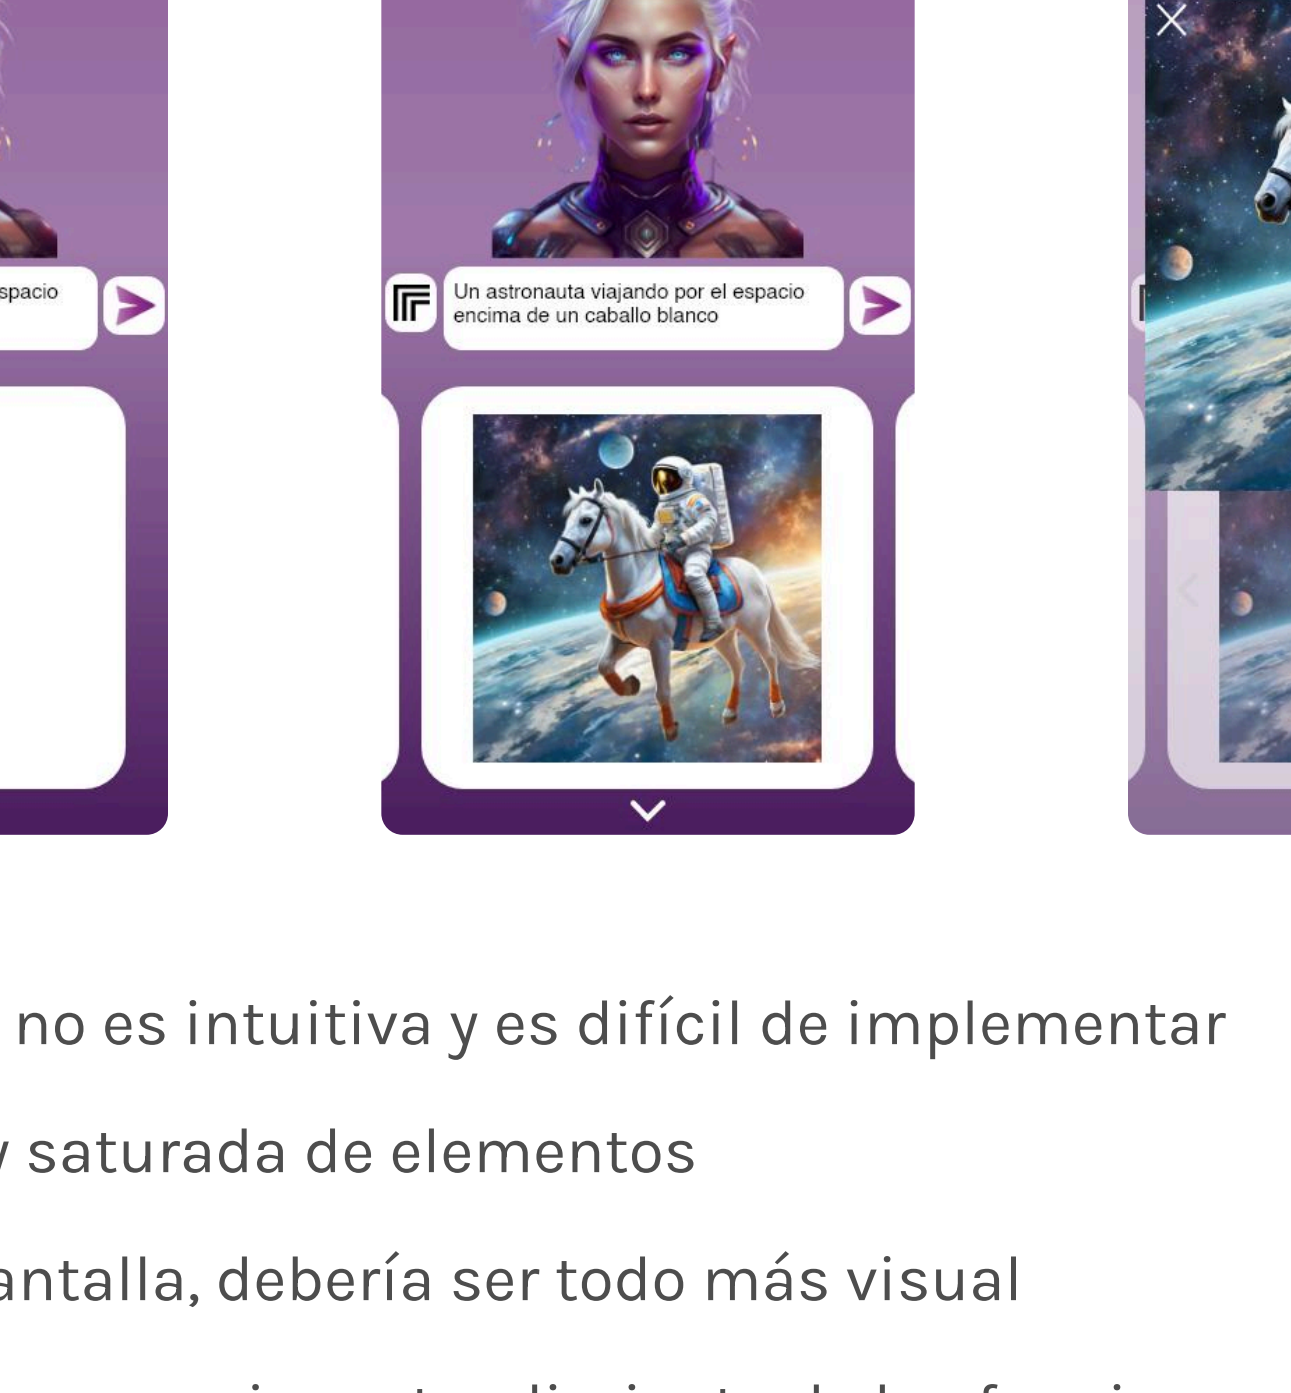 spacio
Un astronauta viajando por el espacio
encima de un caballo blanco
no es intuitiva y es difícil de implementar
saturada de elementos
antalla, debería ser todo más visual